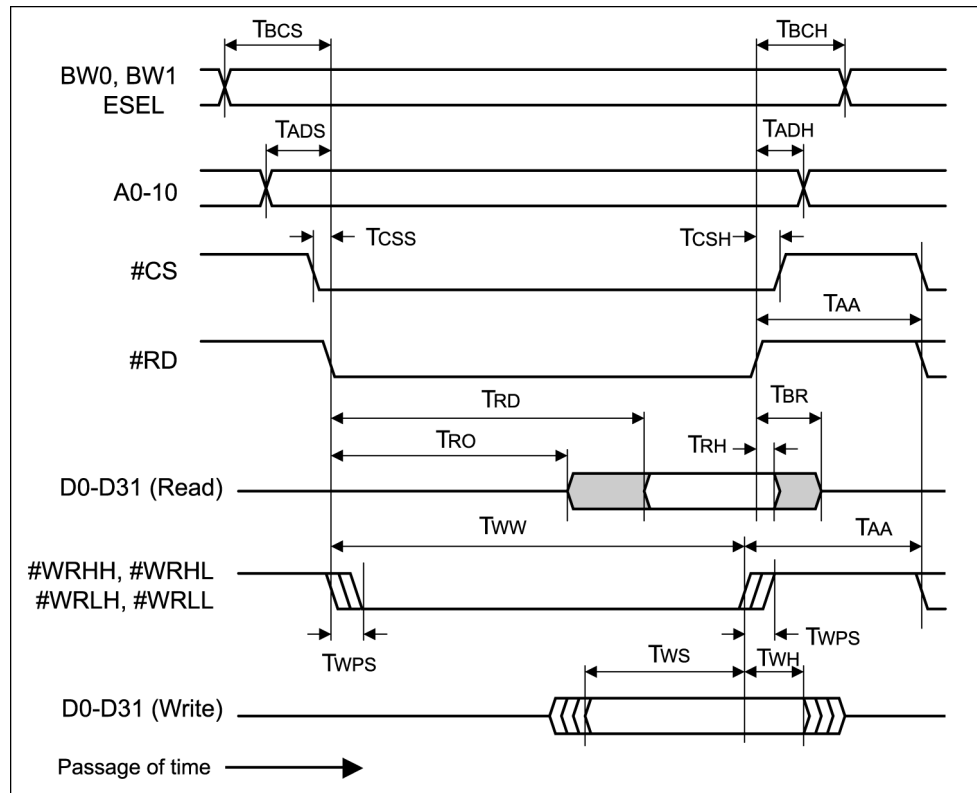 TBCS
TBCH
BW0, BW1
ESEL
TADS
TADH
A0-10
TCSS
TCSH
#CS
TAA
#RD
TRD
TBR
TRO
TRH
D0-D31 (Read)
TWW
TAA
#WRHH, #WRHL
#WRLH, #WRLL
TWPS
TWPS
TWS
TWH
D0-D31 (Write)
Passage of time